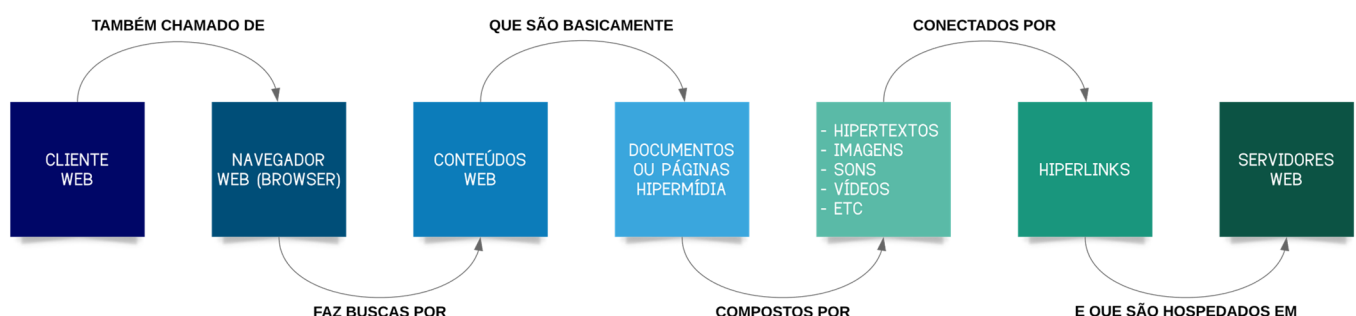 TAMBÉM CHAMADO DE
QUE SÃO BASICAMENTE
CONECTADOS POR
CLIENTE
WEB
NAVEGADOR
WEB (BROWSER)
CONTEÚDOS
WEB
DOCUMENTOS
OU PÁGINAS
HIPERMÍDIA
- HIPERTEXTOS
- IMAGENS
- SONS
- VÍDEOS
- ETC
HIPERLINKS
SERVIDORES
WEB
FAZ BUSCAS POR
COMPOSTOS POR
E QUE SÃO HOSPEDADOS EM